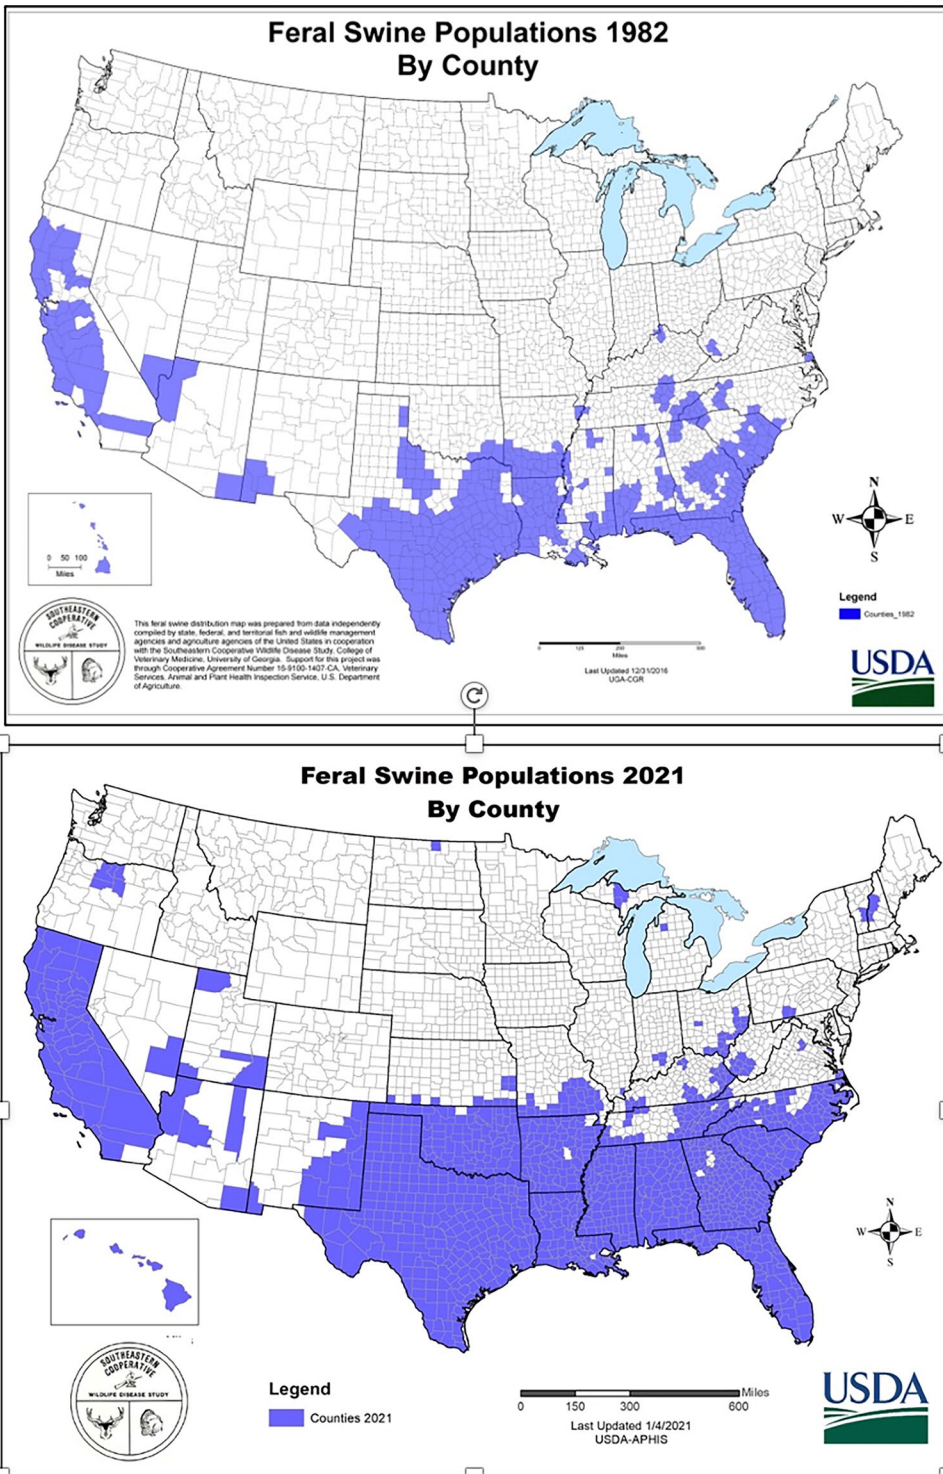 Feral Swine Populations 1982
By County
0 50 100
Miles
N
W E
S
Legend
Counties_1982
SOUTHEASTERN
COOPERATIVE
WILDLIFE DISEASE STUDY
This feral swine distribution map was prepared from data independently
compiled by state, federal, and territorial fish and wildlife management
agencies and agriculture agencies of the United States in cooperation
with the Southeastern Cooperative Wildlife Disease Study, College of
Veterinary Medicine, University of Georgia. Support for this project was
through Cooperative Agreement Number 16-9100-1407-CA, Veterinary
Services, Animal and Plant Health Inspection Service, U.S. Department
of Agriculture.
0 125 250 500
Miles
Last Updated 12/31/2016
UGA-CGR
USDA
Feral Swine Populations 2021
By County
N
W E
S
SOUTHEASTERN
COOPERATIVE
WILDLIFE DISEASE STUDY
Legend
Counties 2021
Miles
0 150 300 600
Last Updated 1/4/2021
USDA-APHIS
USDA